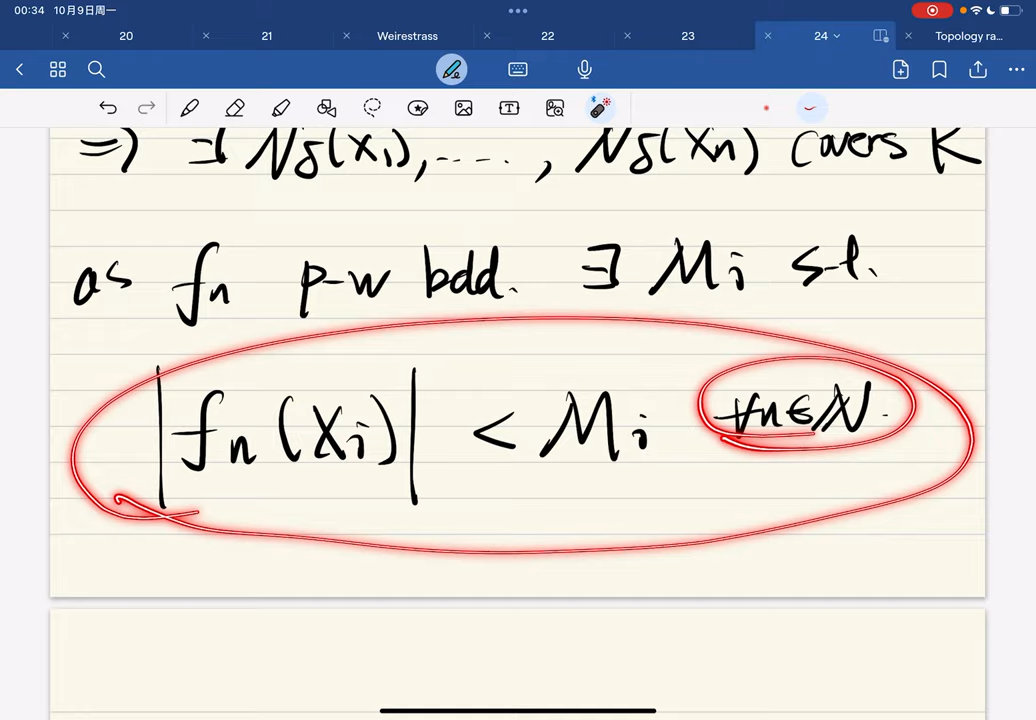 00:34 10月9日周一
20 21 Weirestrass 22 23 24 Topology ra...
T
=> ∃ Nδ(x1), ...., Nδ(xn) covers K
as fn p-w bdd. ∃ Mi s.t.
|fn(xi)| < Mi ∀n∈N.